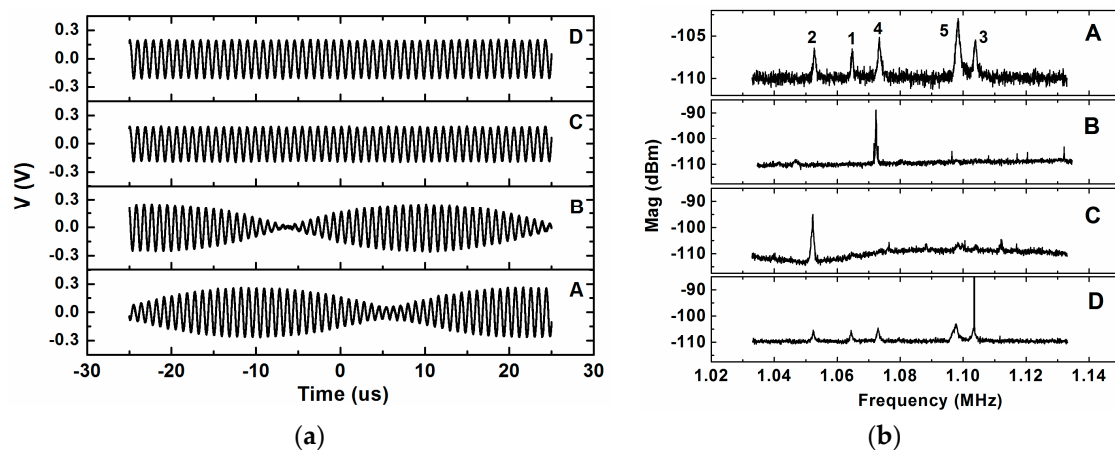 0.3
0.0
-0.3
D
0.3
0.0
-0.3
C
0.3
0.0
-0.3
B
0.3
0.0
-0.3
A
V (V)
-30 -20 -10 0 10 20 30
Time (us)
(a)
-105
-110
2 1 4 5 3
A
-90
-100
-110
B
-90
-100
-110
C
-90
-100
-110
D
Mag (dBm)
1.02 1.04 1.06 1.08 1.10 1.12 1.14
Frequency (MHz)
(b)